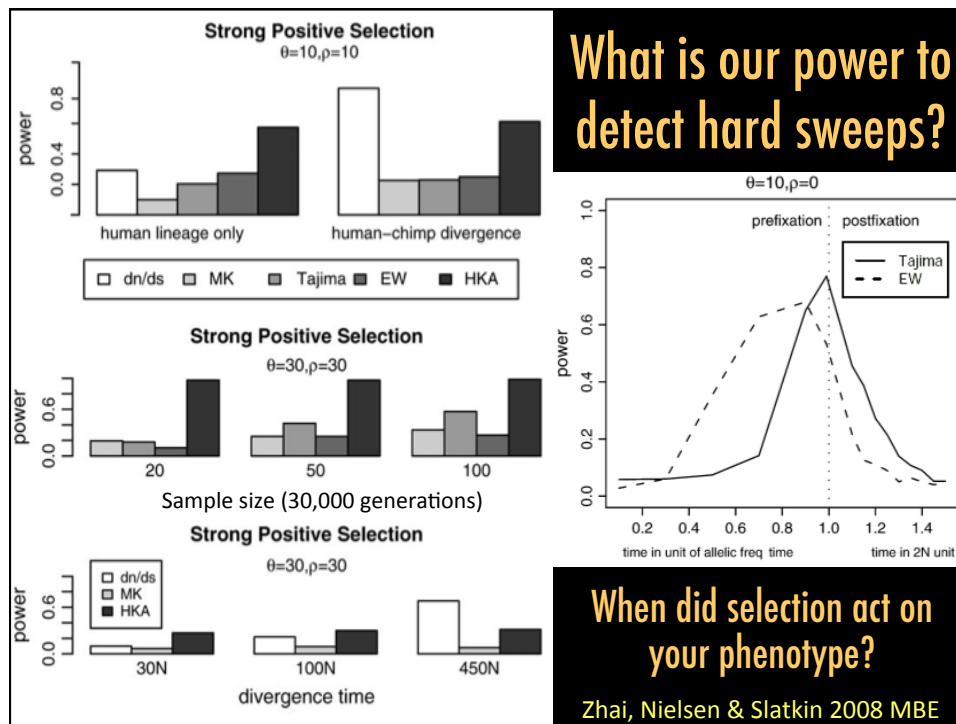 Strong Positive Selection
θ=10,ρ=10
power
0.0 0.4 0.8
human lineage only
human−chimp divergence
dn/ds MK Tajima EW HKA
Strong Positive Selection
θ=30,ρ=30
power
0.0 0.6
20 50 100
Sample size (30,000 generations)
Strong Positive Selection
θ=30,ρ=30
dn/ds
MK
HKA
power
0.0 0.6
30N 100N 450N
divergence time
What is our power to
detect hard sweeps?
θ=10,ρ=0
prefixation postfixation
Tajima
EW
power
1.0
0.8
0.6
0.4
0.2
0.0
0.2 0.4 0.6 0.8 1.0 1.2 1.4
time in unit of allelic freq time
time in 2N unit
When did selection act on
your phenotype?
Zhai, Nielsen & Slatkin 2008 MBE